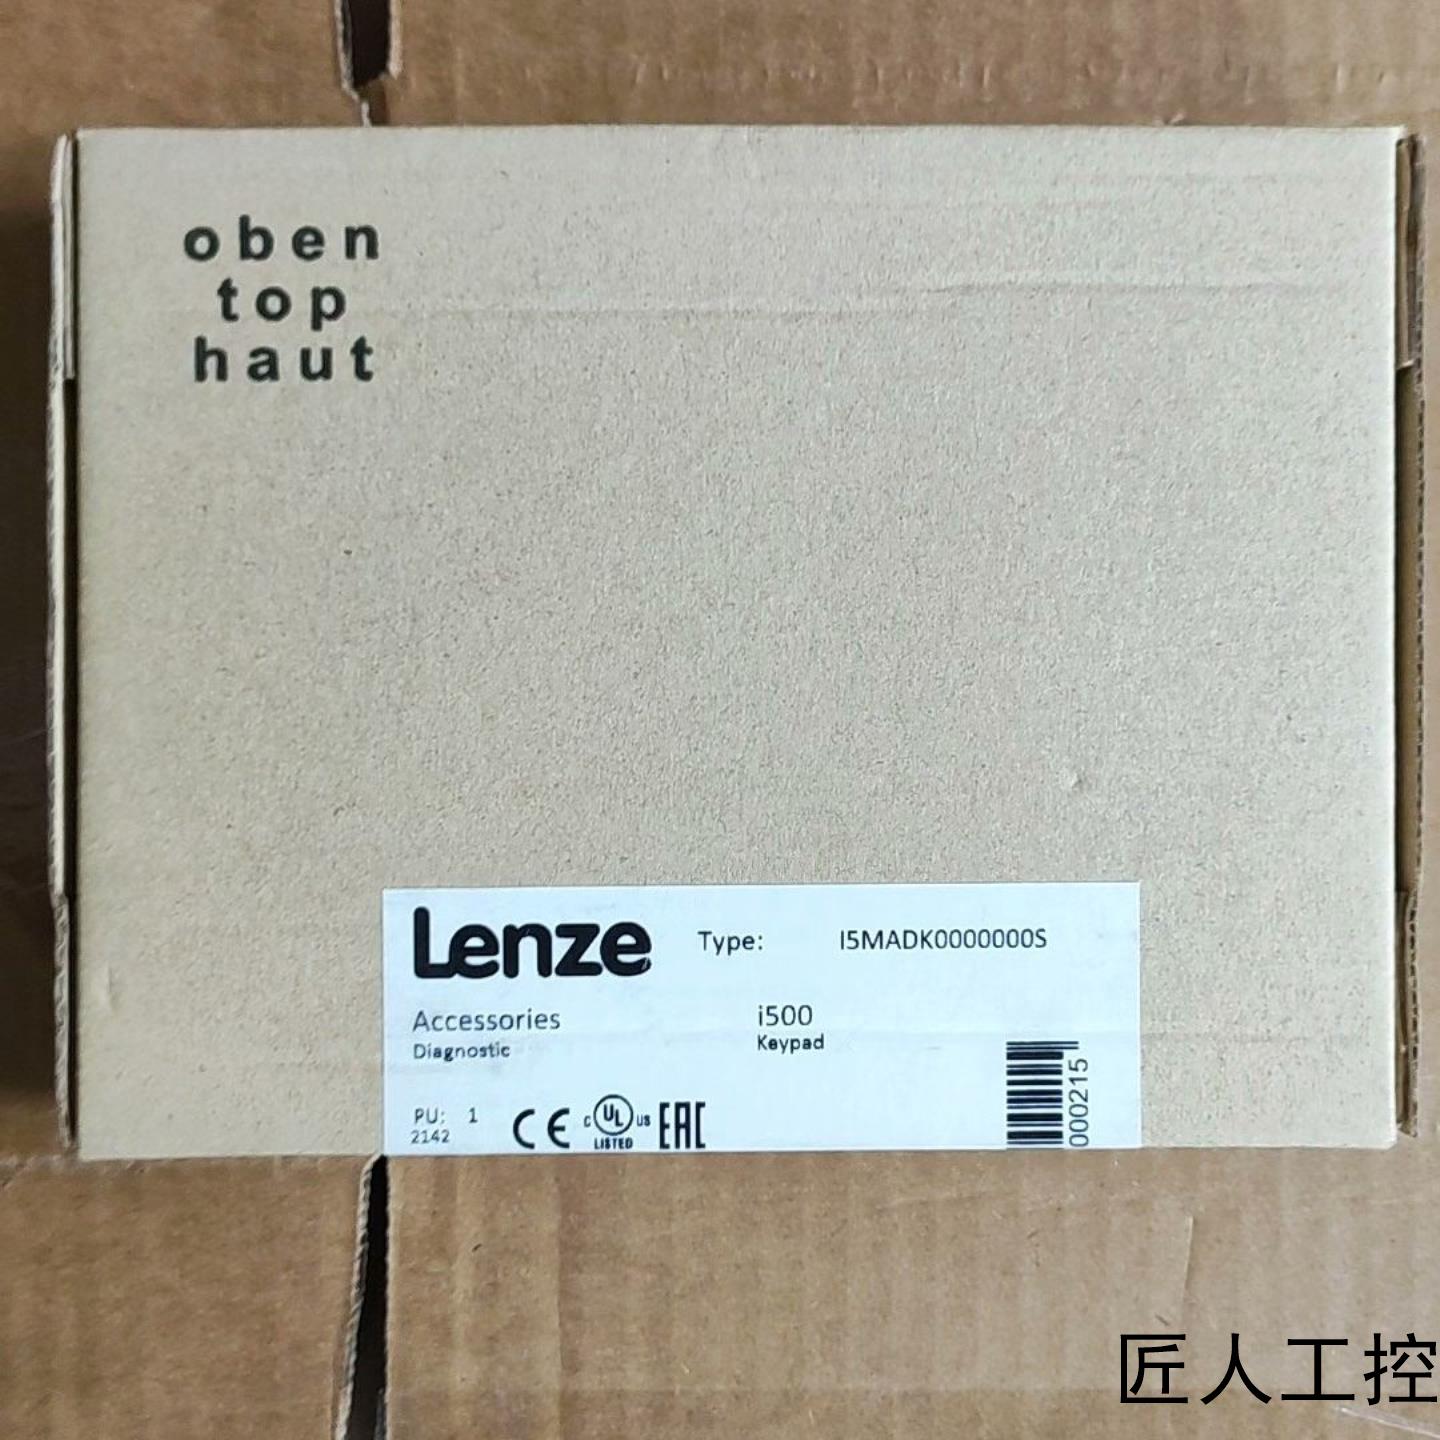 oben
top
haut
Lenze
Type: I5MADK0000000S
Accessories i500
Diagnostic Keypad
PU: 1
2142
CE
C UL US
LISTED
EAC
000215
匠人工控